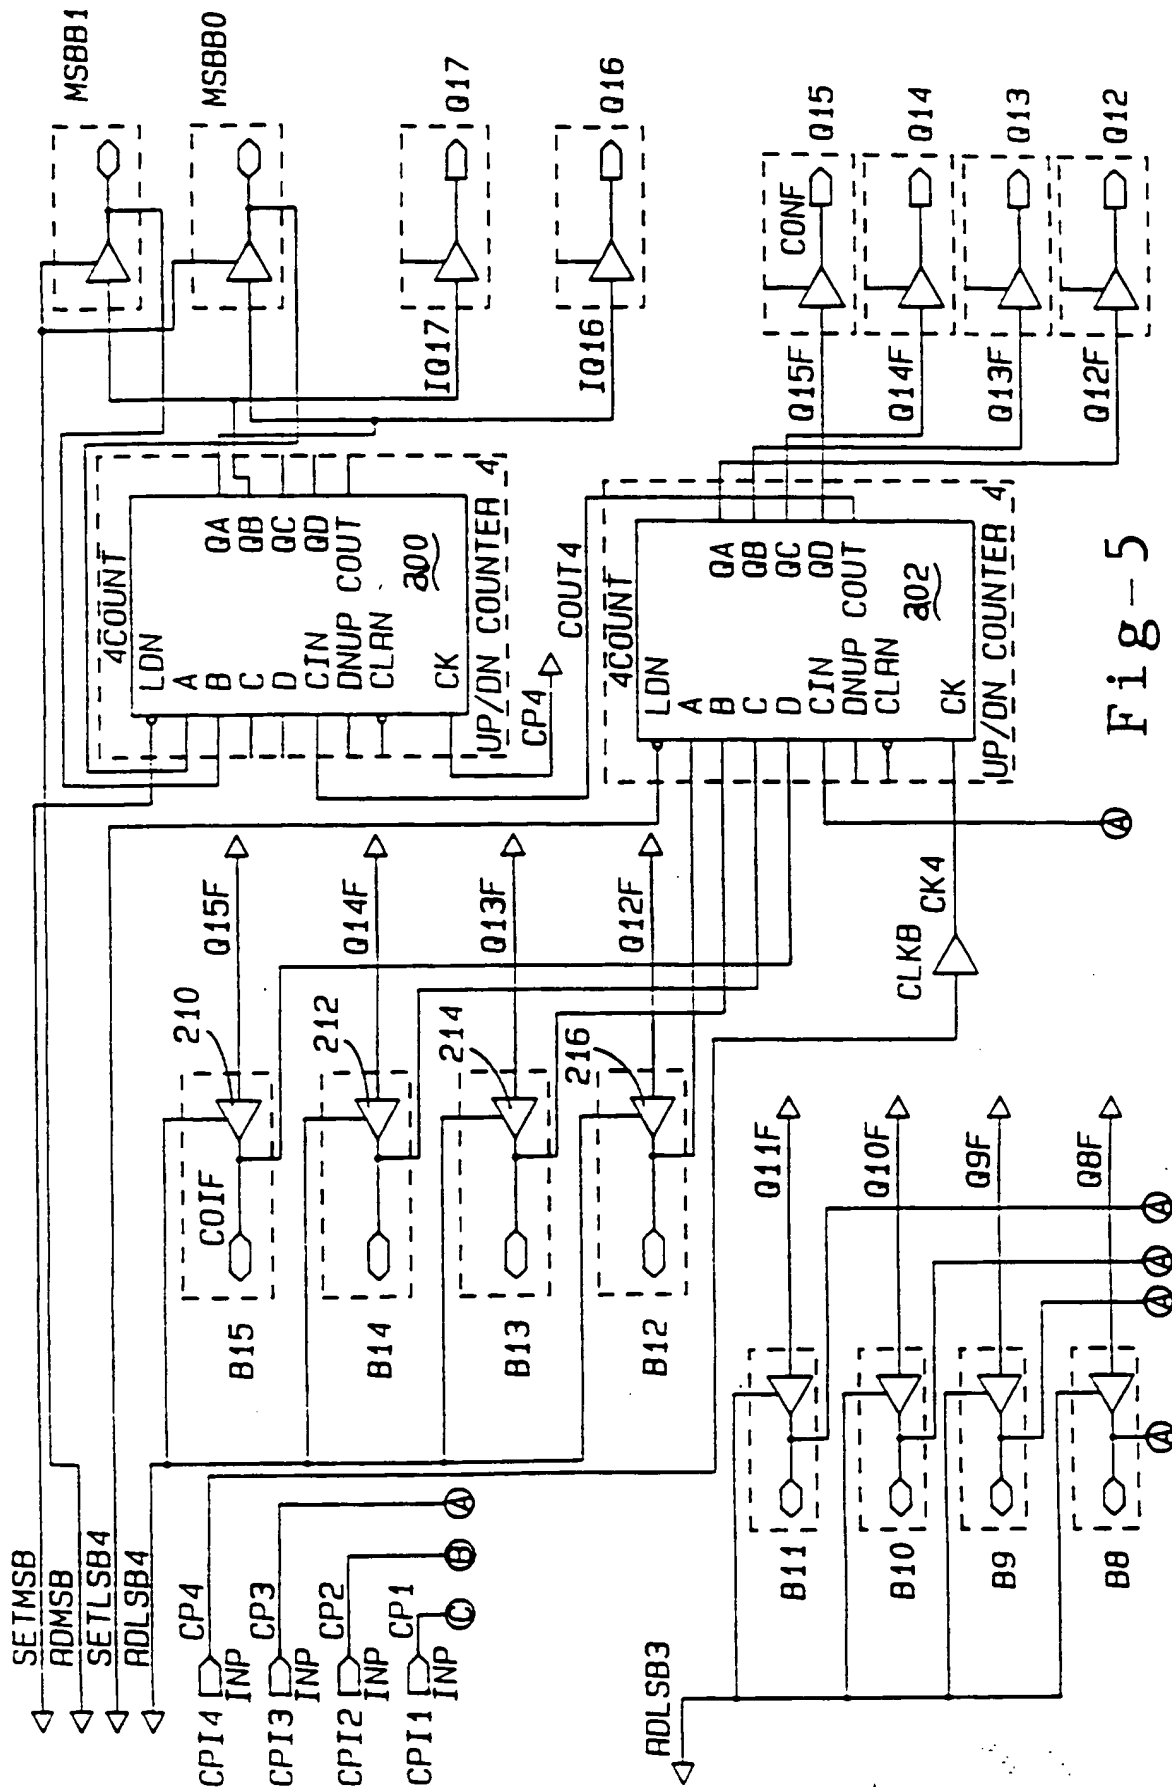 SETMSB
RDMSB
SETLSB4
RDLSB4
CPI4
INP
CP4
CPI3
INP
CP3
CPI2
INP
CP2
CPI1
INP
CP1
A
B
C
B15
COIF
210
Q15F
B14
212
Q14F
B13
214
Q13F
B12
216
Q12F
4COUNT
LDN
A
B
C
D
CIN
DNUP
CLRN
CK
QA
QB
QC
QD
COUT
200
UP/DN COUNTER
4
CP4
COUT4
MSBB1
MSBB0
IQ17
Q17
IQ16
Q16
4COUNT
LDN
A
B
C
D
CIN
DNUP
CLRN
CK
QA
QB
QC
QD
COUT
202
UP/DN COUNTER
4
CLKB
CK4
A
Q15F
CONF
Q15
Q14F
Q14
Q13F
Q13
Q12F
Q12
RDLSB3
B11
Q11F
B10
Q10F
B9
Q9F
B8
Q8F
A
A
A
A
Fig-5